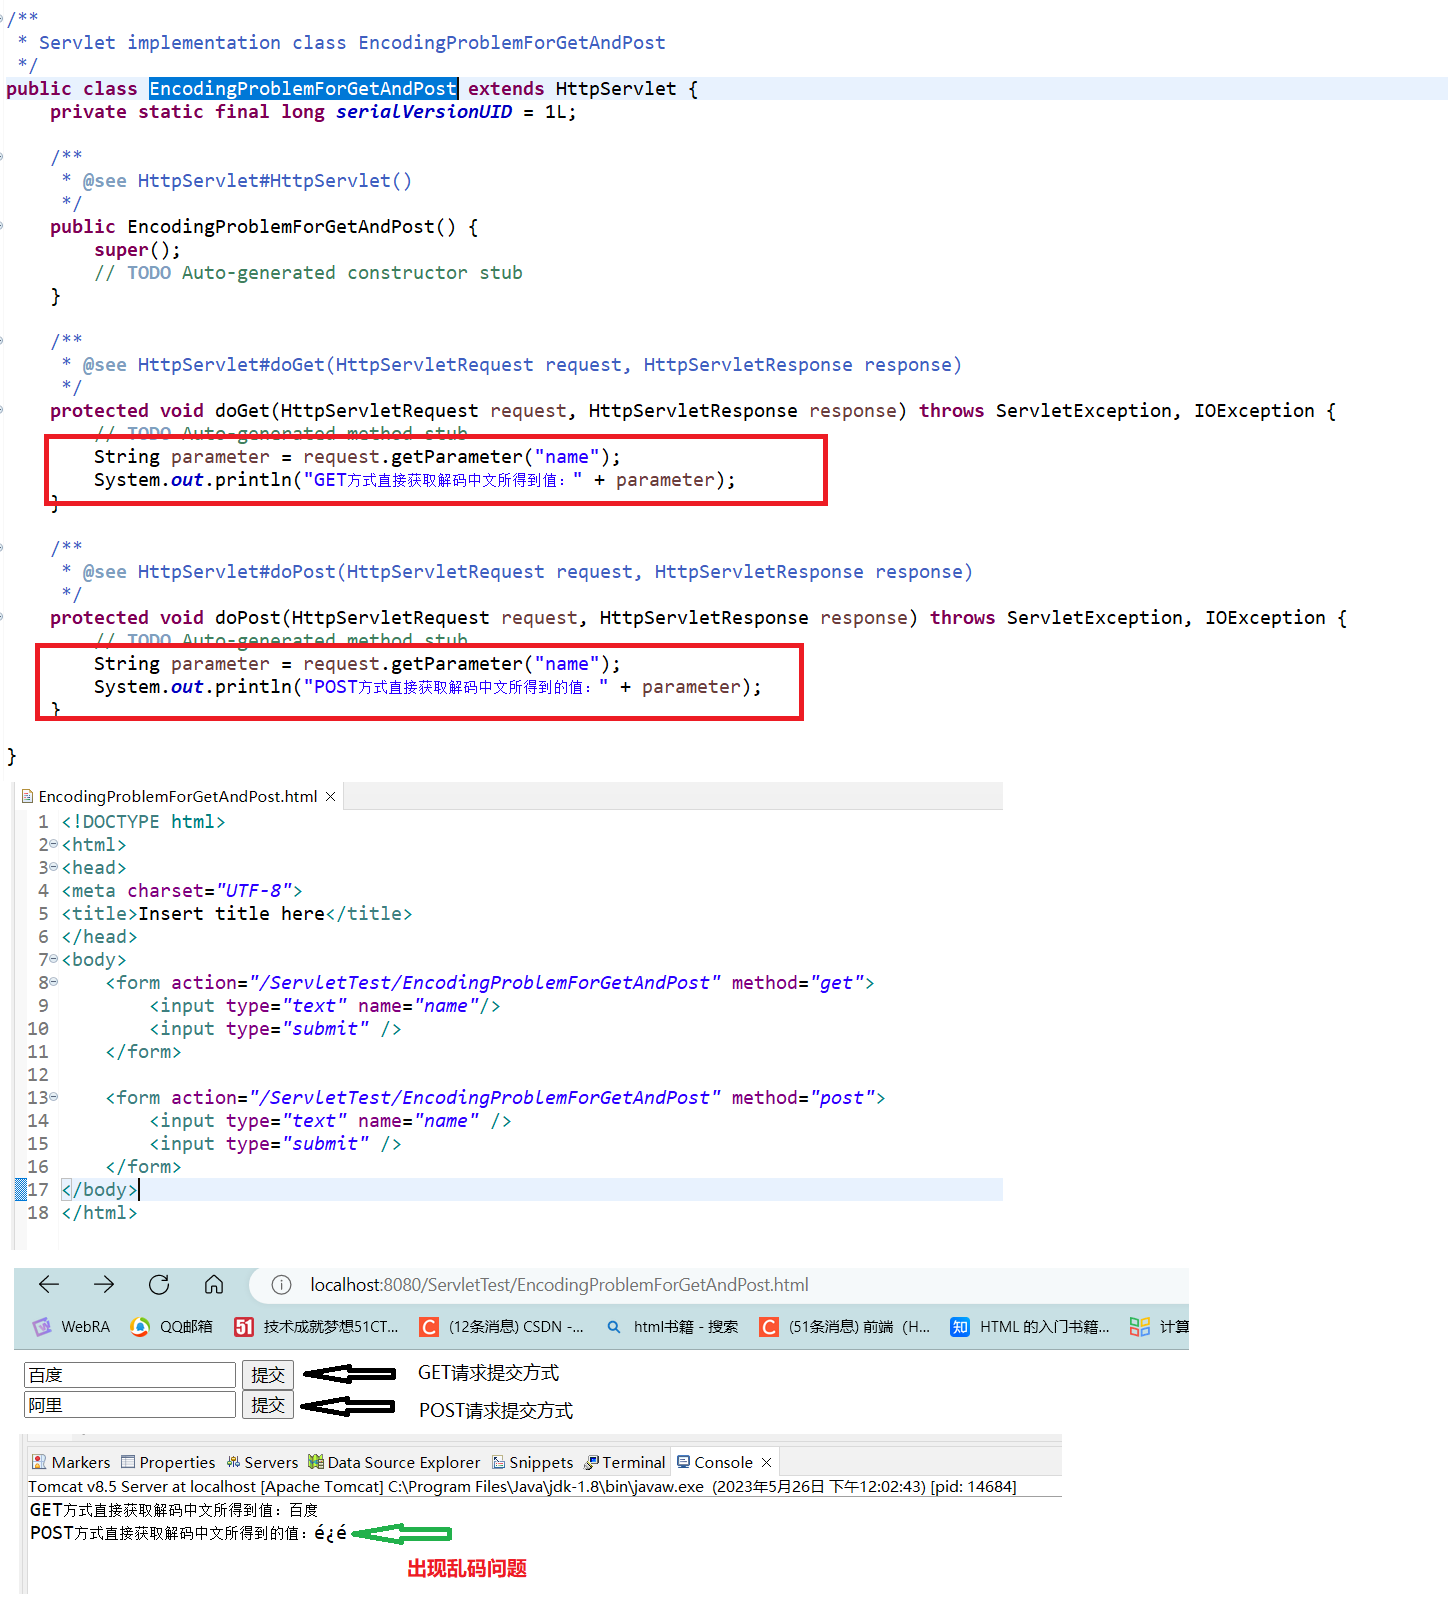 /**
 * Servlet implementation class EncodingProblemForGetAndPost
 */
public class EncodingProblemForGetAndPost extends HttpServlet {
    private static final long serialVersionUID = 1L;
    /**
     * @see HttpServlet#HttpServlet()
     */
    public EncodingProblemForGetAndPost() {
        super();
        // TODO Auto-generated constructor stub
    }
    /**
     * @see HttpServlet#doGet(HttpServletRequest request, HttpServletResponse response)
     */
    protected void doGet(HttpServletRequest request, HttpServletResponse response) throws ServletException, IOException {
        // TODO Auto-generated method stub
        String parameter = request.getParameter("name");
        System.out.println("GET方式直接获取解码中文所得到值：" + parameter);
    }
    /**
     * @see HttpServlet#doPost(HttpServletRequest request, HttpServletResponse response)
     */
    protected void doPost(HttpServletRequest request, HttpServletResponse response) throws ServletException, IOException {
        // TODO Auto-generated method stub
        String parameter = request.getParameter("name");
        System.out.println("POST方式直接获取解码中文所得到的值：" + parameter);
    }
}
EncodingProblemForGetAndPost.html
1 <!DOCTYPE html>
2 <html>
3 <head>
4 <meta charset="UTF-8">
5 <title>Insert title here</title>
6 </head>
7 <body>
8     <form action="/ServletTest/EncodingProblemForGetAndPost" method="get">
9         <input type="text" name="name"/>
10         <input type="submit" />
11     </form>
12
13     <form action="/ServletTest/EncodingProblemForGetAndPost" method="post">
14         <input type="text" name="name" />
15         <input type="submit" />
16     </form>
17 </body>
18 </html>
localhost:8080/ServletTest/EncodingProblemForGetAndPost.html
WebRA QQ邮箱 51 技术成就梦想51CT... C (12条消息) CSDN -... html书籍 - 搜索 C (51条消息) 前端（H... 知 HTML 的入门书籍... 计算
百度 提交 GET请求提交方式
阿里 提交 POST请求提交方式
Markers Properties Servers Data Source Explorer Snippets Terminal Console
Tomcat v8.5 Server at localhost [Apache Tomcat] C:\Program Files\Java\jdk-1.8\bin\javaw.exe (2023年5月26日 下午12:02:43) [pid: 14684]
GET方式直接获取解码中文所得到值：百度
POST方式直接获取解码中文所得到的值：é¿é
出现乱码问题